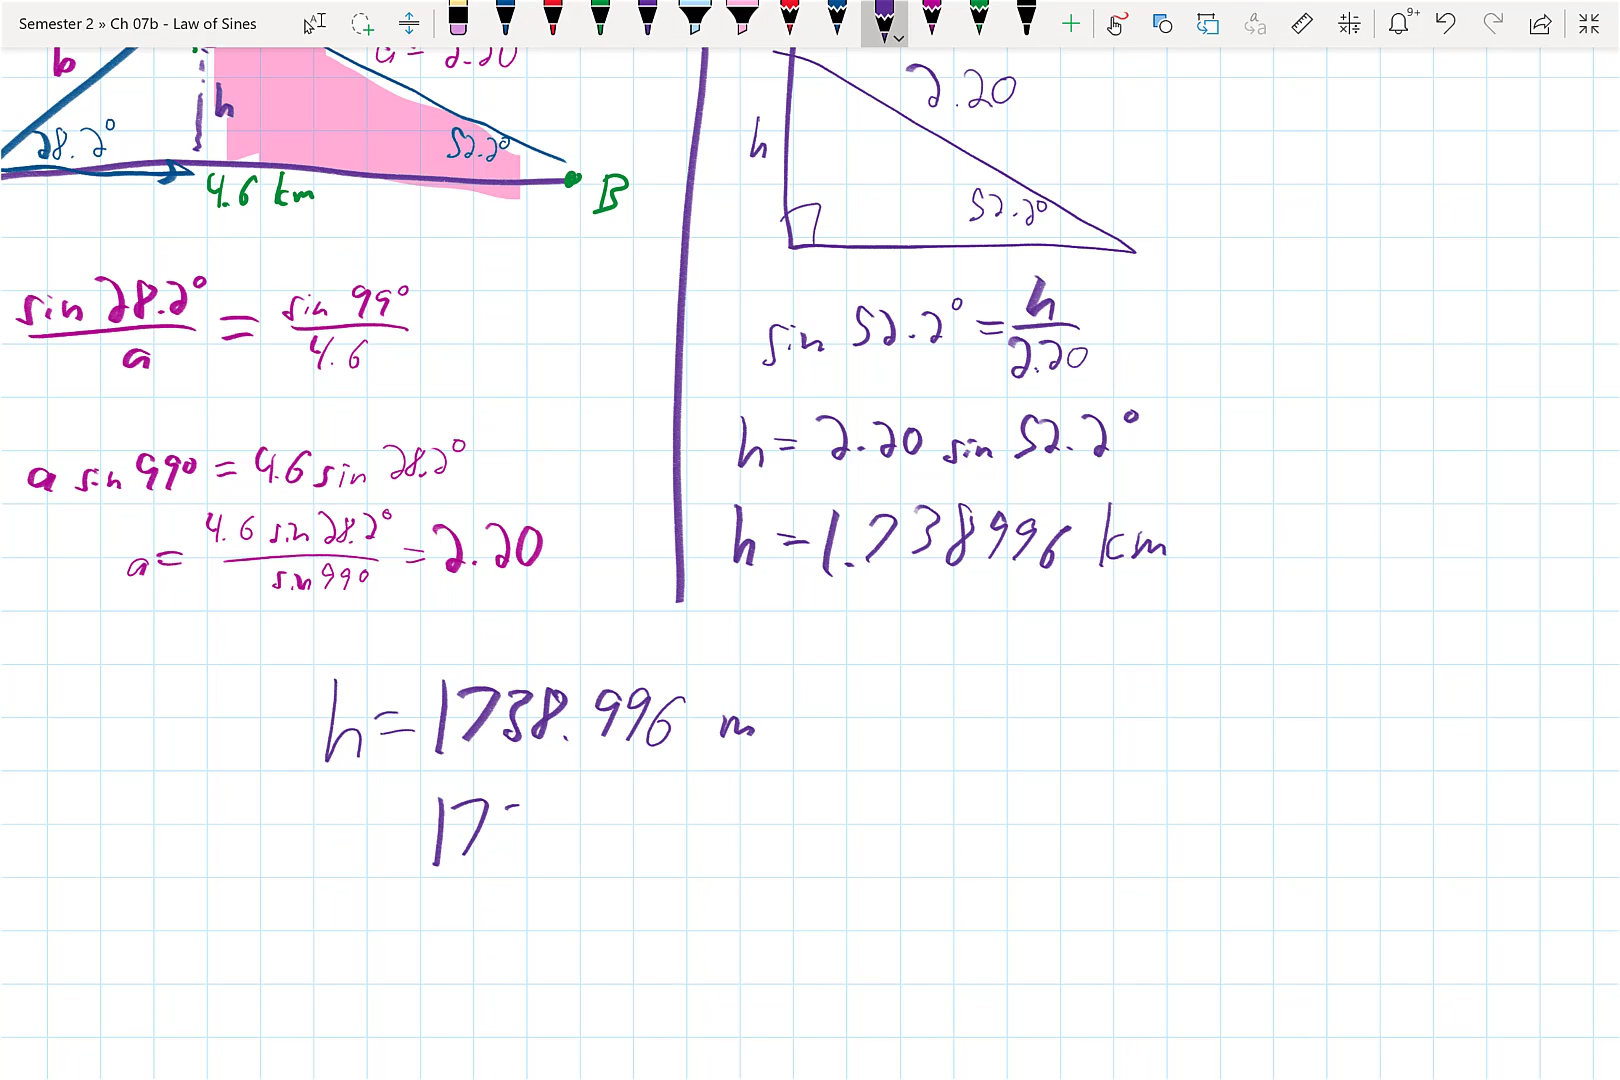 Semester 2 » Ch 07b - Law of Sines
9+
b
h
28.2°
52.2°
4.6 km
B
2.20
h
52.2°
sin 28.2° / a = sin 99° / 4.6
a sin 99° = 4.6 sin 28.2°
a = 4.6 sin 28.2° / sin 99° = 2.20
sin 52.2° = h / 2.20
h = 2.20 sin 52.2°
h = 1.738996 km
h = 1738.996 m
17